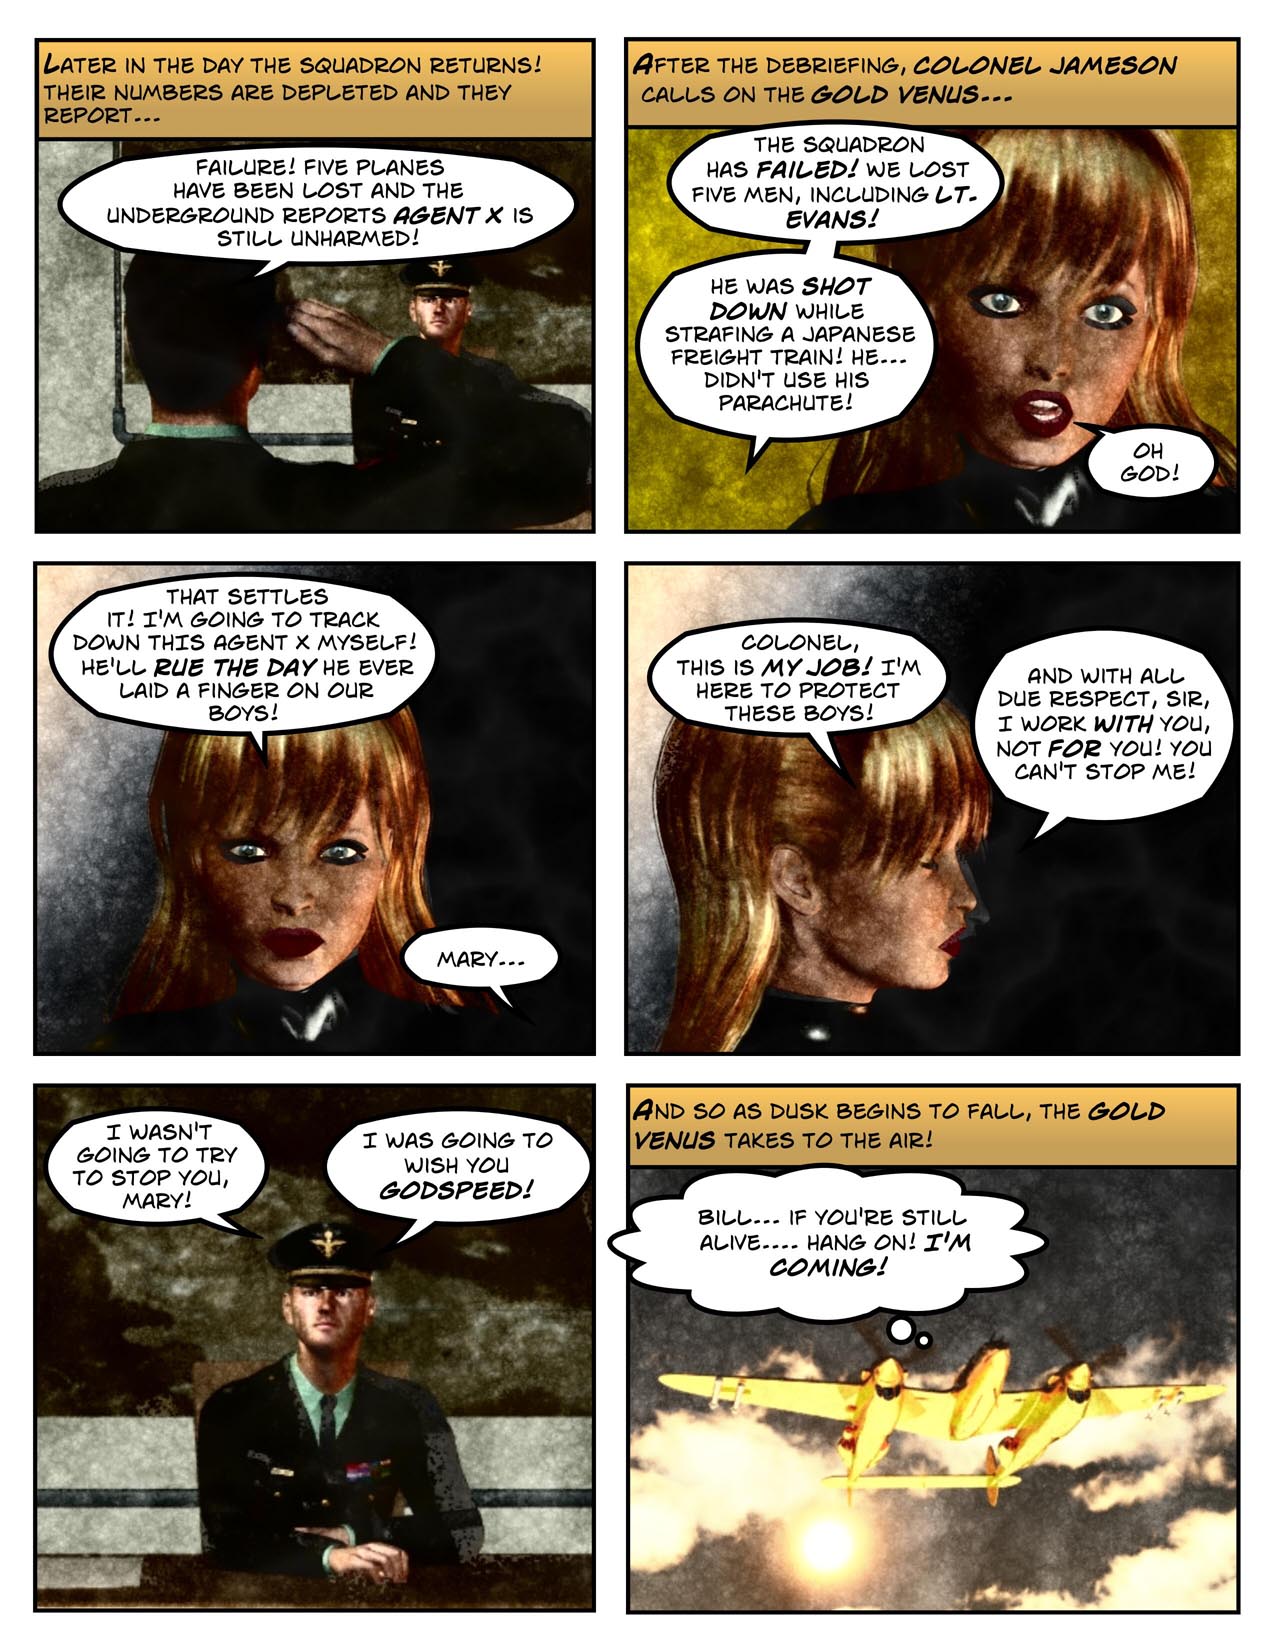 LATER IN THE DAY THE SQUADRON RETURNS!
THEIR NUMBERS ARE DEPLETED AND THEY
REPORT...
FAILURE! FIVE PLANES
HAVE BEEN LOST AND THE
UNDERGROUND REPORTS AGENT X IS
STILL UNHARMED!
AFTER THE DEBRIEFING, COLONEL JAMESON
CALLS ON THE GOLD VENUS...
THE SQUADRON
HAS FAILED! WE LOST
FIVE MEN, INCLUDING LT.
EVANS!
HE WAS SHOT
DOWN WHILE
STRAFING A JAPANESE
FREIGHT TRAIN! HE...
DIDN'T USE HIS
PARACHUTE!
OH
GOD!
THAT SETTLES
IT! I'M GOING TO TRACK
DOWN THIS AGENT X MYSELF!
HE'LL RUE THE DAY HE EVER
LAID A FINGER ON OUR
BOYS!
MARY...
COLONEL,
THIS IS MY JOB! I'M
HERE TO PROTECT
THESE BOYS!
AND WITH ALL
DUE RESPECT, SIR,
I WORK WITH YOU,
NOT FOR YOU! YOU
CAN'T STOP ME!
I WASN'T
GOING TO TRY
TO STOP YOU,
MARY!
I WAS GOING TO
WISH YOU
GODSPEED!
AND SO AS DUSK BEGINS TO FALL, THE GOLD
VENUS TAKES TO THE AIR!
BILL... IF YOU'RE STILL
ALIVE.... HANG ON! I'M
COMING!